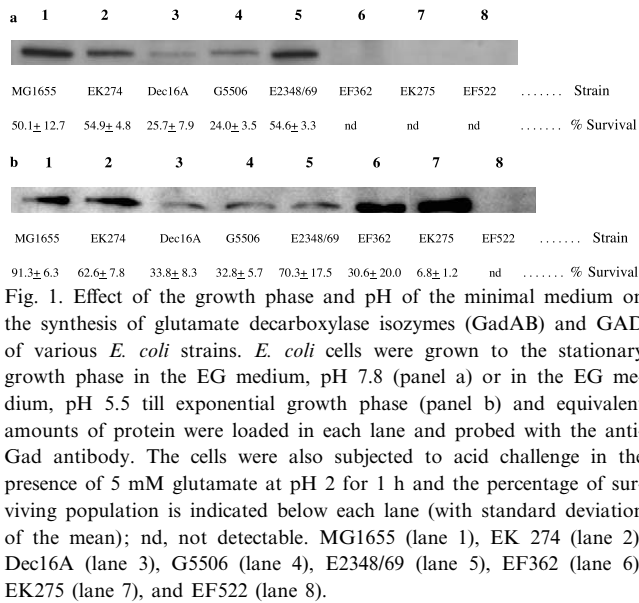 a 1 2 3 4 5 6 7 8
MG1655 EK274 Dec16A G5506 E2348/69 EF362 EK275 EF522 ....... Strain
50.1± 12.7 54.9± 4.8 25.7± 7.9 24.0± 3.5 54.6± 3.3 nd nd nd ...... % Survival
b 1 2 3 4 5 6 7 8
MG1655 EK274 Dec16A G5506 E2348/69 EF362 EK275 EF522 ....... Strain
91.3± 6.3 62.6± 7.8 33.8± 8.3 32.8± 5.7 70.3± 17.5 30.6± 20.0 6.8± 1.2 nd ...... % Survival
Fig. 1. Effect of the growth phase and pH of the minimal medium on
the synthesis of glutamate decarboxylase isozymes (GadAB) and GAD
of various E. coli strains. E. coli cells were grown to the stationary
growth phase in the EG medium, pH 7.8 (panel a) or in the EG me-
dium, pH 5.5 till exponential growth phase (panel b) and equivalen
amounts of protein were loaded in each lane and probed with the anti-
Gad antibody. The cells were also subjected to acid challenge in the
presence of 5 mM glutamate at pH 2 for 1 h and the percentage of sur-
viving population is indicated below each lane (with standard deviation
of the mean); nd, not detectable. MG1655 (lane 1), EK 274 (lane 2)
Dec16A (lane 3), G5506 (lane 4), E2348/69 (lane 5), EF362 (lane 6)
EK275 (lane 7), and EF522 (lane 8).